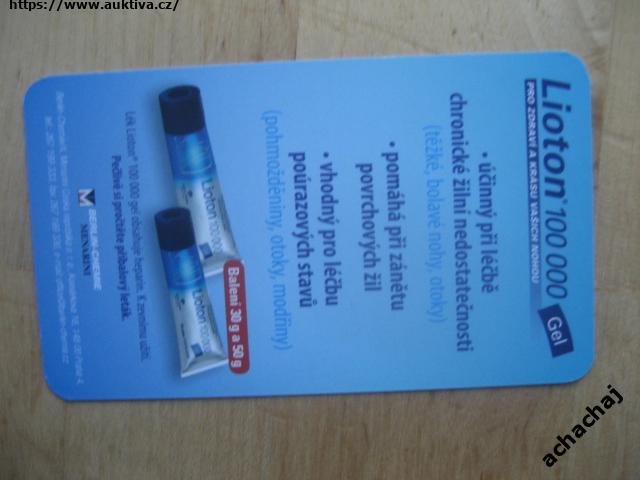 https://www.auktiva.cz/
Lioton® 100 000
Gel
PRO ZDRAVÍ A KRÁSU VAŠICH NOHOU
• účinný při léčbě
chronické žilní nedostatečnosti
(těžké, bolavé nohy, otoky)
• pomáhá při zánětu
povrchových žil
• vhodný pro léčbu
poúrazových stavů
(pohmožděniny, otoky, modřiny)
Lioton 100 000
Lioton 100 000
Balení 30 g a 50 g
Lék Lioton® 100 000 gel obsahuje heparin. K zevnímu užití.
Pečlivě si pročtěte příbalový leták.
BERLIN-CHEMIE
MENARINI
achachaj